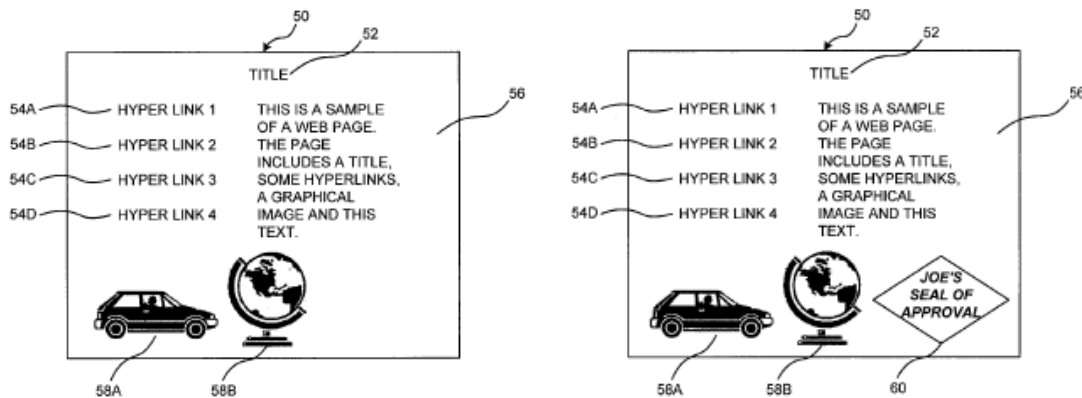 50
52
TITLE
54A
HYPER LINK 1
54B
HYPER LINK 2
54C
HYPER LINK 3
54D
HYPER LINK 4
THIS IS A SAMPLE
OF A WEB PAGE.
THE PAGE
INCLUDES A TITLE,
SOME HYPERLINKS,
A GRAPHICAL
IMAGE AND THIS
TEXT.
56
58A
58B
50
52
TITLE
54A
HYPER LINK 1
54B
HYPER LINK 2
54C
HYPER LINK 3
54D
HYPER LINK 4
THIS IS A SAMPLE
OF A WEB PAGE.
THE PAGE
INCLUDES A TITLE,
SOME HYPERLINKS,
A GRAPHICAL
IMAGE AND THIS
TEXT.
56
JOE'S
SEAL OF
APPROVAL
58A
58B
60